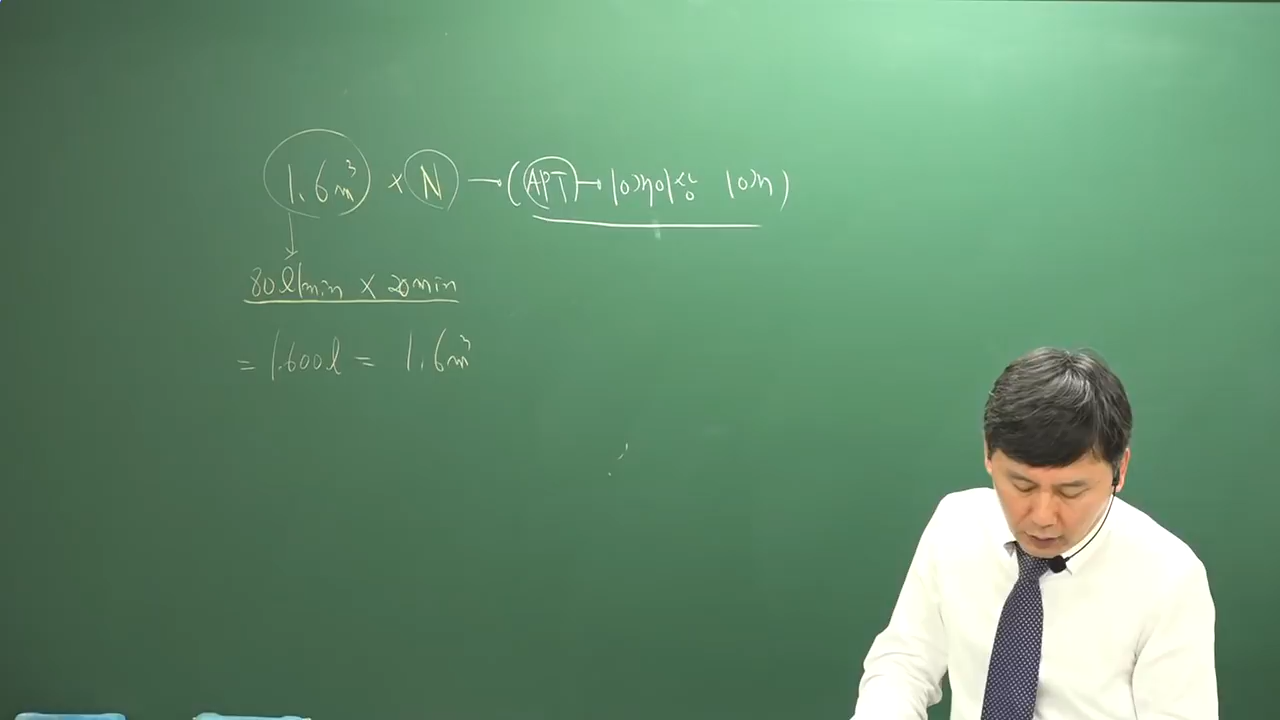 1.6m³ × N → (APT → 10개이상 10개)
80l/min × 20min
= 1.600l = 1.6m³